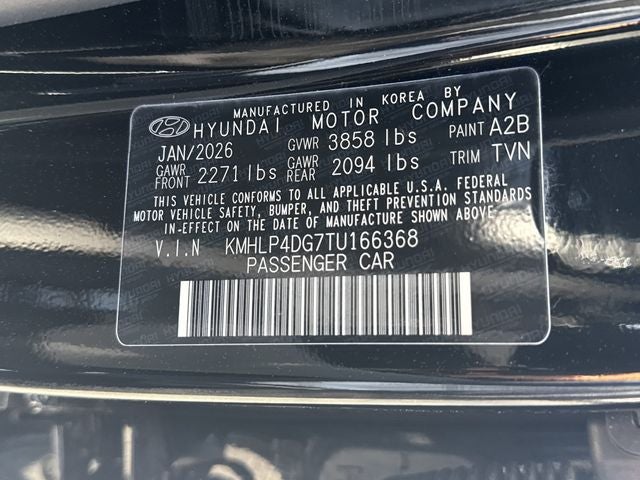 MANUFACTURED IN KOREA BY
HYUNDAI MOTOR COMPANY
JAN/2026 GVWR 3858 lbs PAINT A2B
GAWR FRONT 2271 lbs GAWR REAR 2094 lbs TRIM TVN
THIS VEHICLE CONFORMS TO ALL APPLICABLE U.S.A. FEDERAL
MOTOR VEHICLE SAFETY, BUMPER, AND THEFT PREVENTION STANDARDS
IN-EFFECT ON THE DATE OF MANUFACTURE SHOWN ABOVE.
V.I.N KMHLP4DG7TU166368
PASSENGER CAR